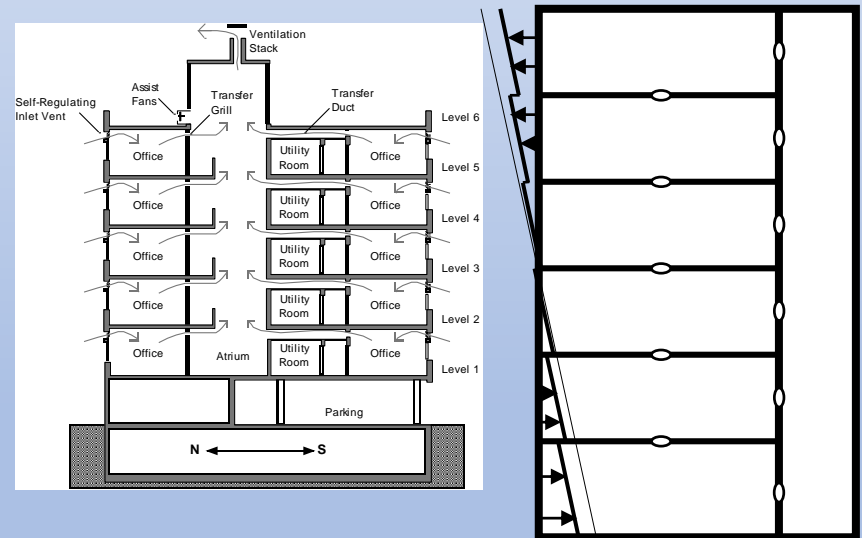 Ventilation
Stack
Assist
Fans
Transfer
Grill
Transfer
Duct
Self-Regulating
Inlet Vent
Level 6
Office
Utility
Room
Office
Level 5
Office
Utility
Room
Office
Level 4
Office
Utility
Room
Office
Level 3
Office
Utility
Room
Office
Level 2
Office
Atrium
Utility
Room
Office
Level 1
Parking
N
S